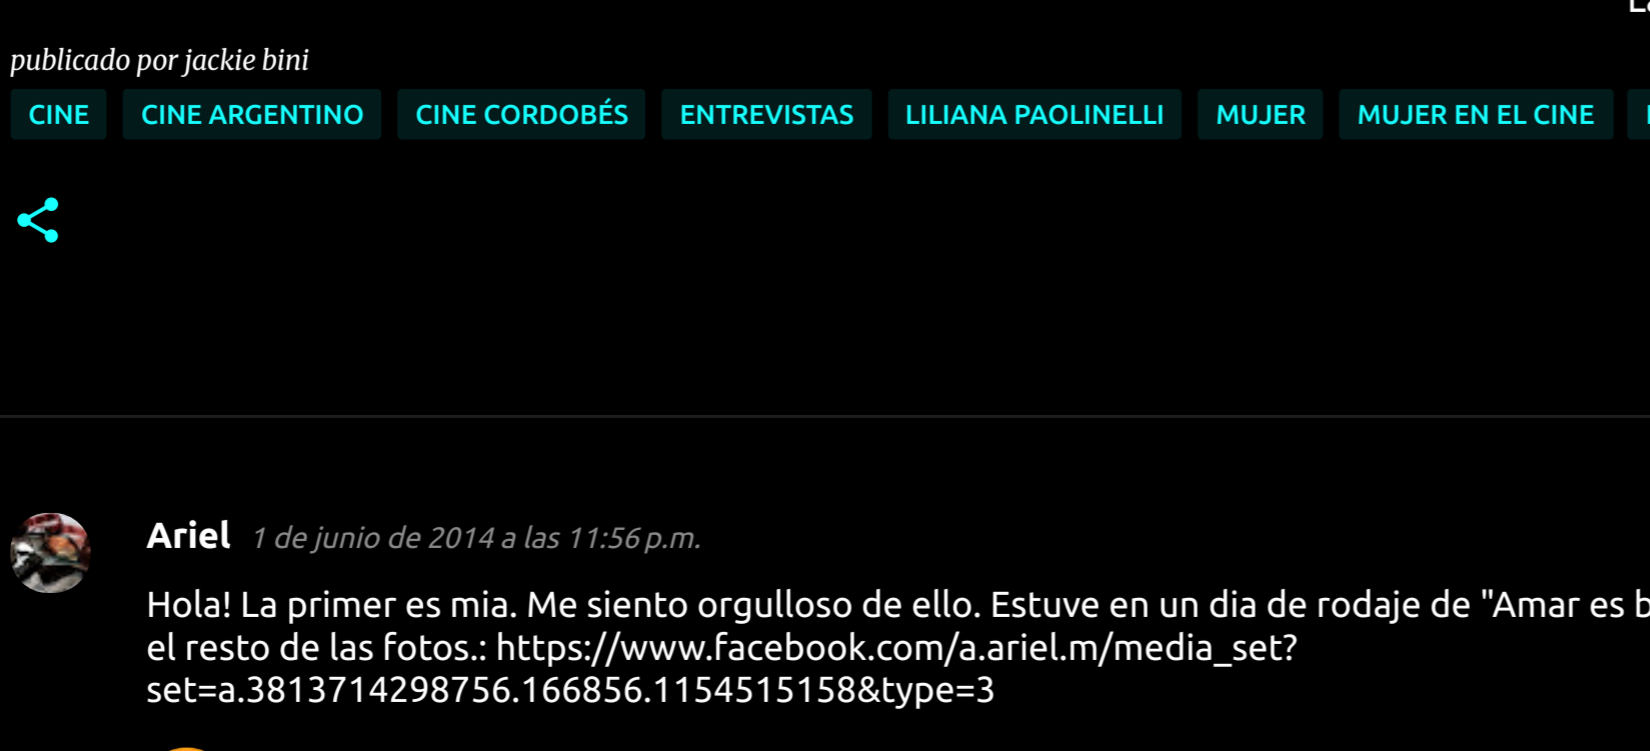 publicado por jackie bini
CINE CINE ARGENTINO CINE CORDOBÉS ENTREVISTAS LILIANA PAOLINELLI MUJER MUJER EN EL CINE
Ariel 1 de junio de 2014 a las 11:56 p.m.
Hola! La primer es mia. Me siento orgulloso de ello. Estuve en un dia de rodaje de "Amar es
el resto de las fotos.: https://www.facebook.com/a.ariel.m/media_set?
set=a.3813714298756.166856.1154515158&type=3